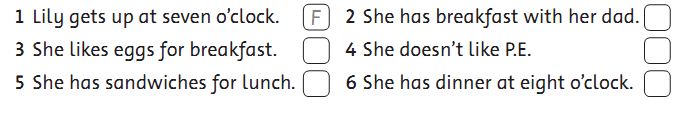 1 Lily gets up at seven o’clock. F 2 She has breakfast with her dad.
3 She likes eggs for breakfast. 4 She doesn’t like P.E.
5 She has sandwiches for lunch. 6 She has dinner at eight o’clock.